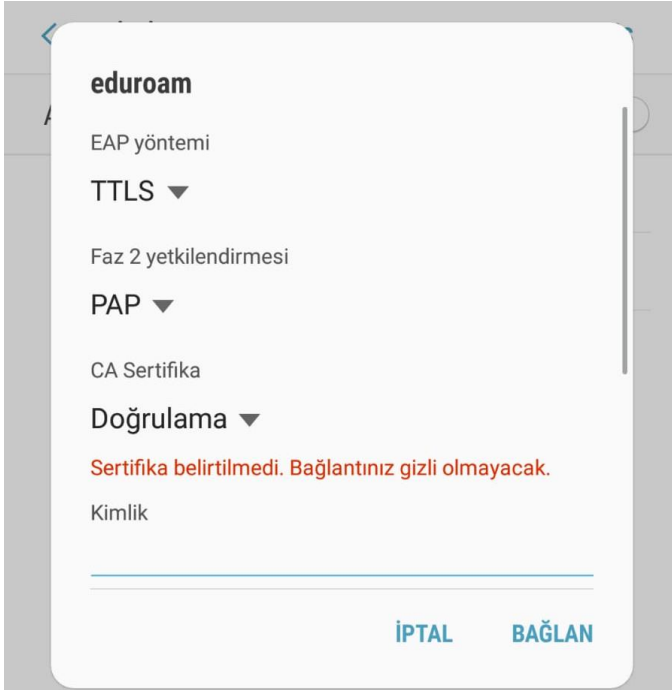 eduroam
EAP yöntemi
TTLS
Faz 2 yetkilendirmesi
PAP
CA Sertifika
Doğrulama
Sertifika belirtilmedi. Bağlantınız gizli olmayacak.
Kimlik
İPTAL BAĞLAN